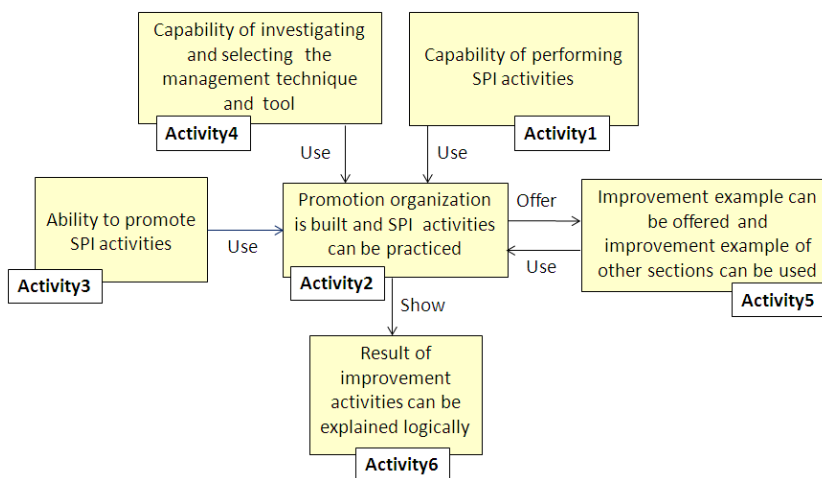 Capability of investigating
and selecting the
management technique
and tool
Activity4
Capability of performing
SPI activities
Activity1
Use
Use
Ability to promote
SPI activities
Activity3
Use
Promotion organization
is built and SPI activities
can be practiced
Activity2
Offer
Use
Improvement example can
be offered and
improvement example of
other sections can be used
Activity5
Show
Result of
improvement
activities can be
explained logically
Activity6